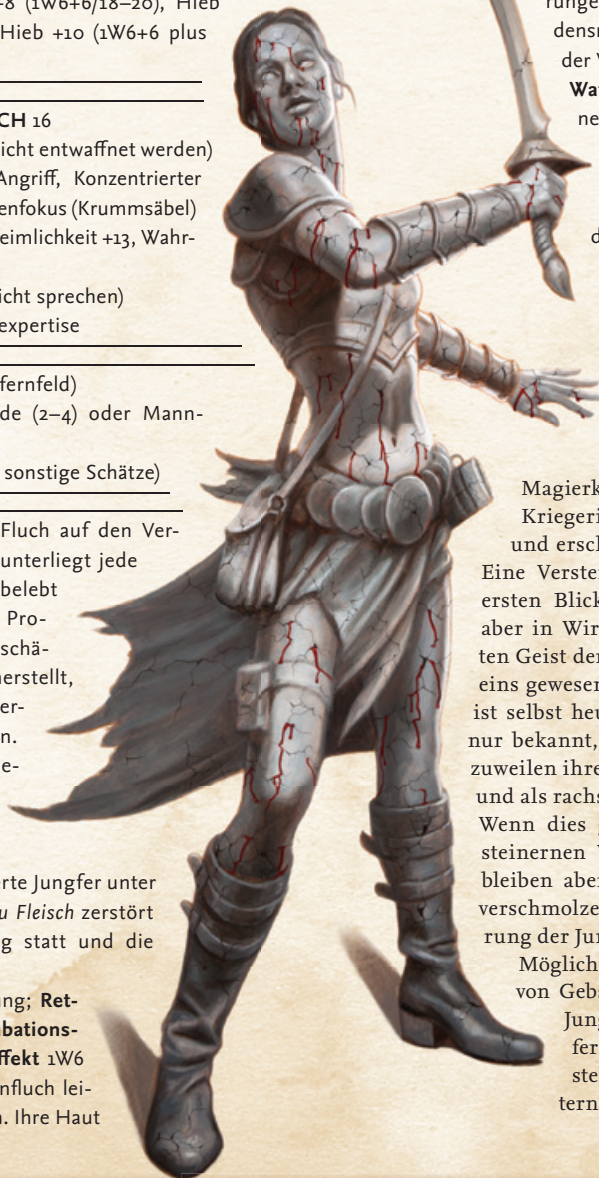 +8 (1W6+6/18–20), Hieb
Hieb +10 (1W6+6 plus
CH 16
icht entwaffnet werden)
Angriff, Konzentrierter
enfokus (Krummsäbel)
eimlichkeit +13, Wahr-
icht sprechen)
expertise
fernfeld)
de (2–4) oder Mann-
sonstige Schätze)
Fluch auf den Ver-
unterliegt jede
belebt
Pro-
schä-
herstellt,
er-
n.
e-
erte Jungfer unter
u Fleisch zerstört
g statt und die
ung; Ret-
bations-
ffekt 1W6
nfluch lei-
n. Ihre Haut
runge
densr
der V
Waf
ne
d
Magierk
Kriegeri
und ersch
Eine Verste
ersten Blick
aber in Wir
ten Geist der
eins gewesen
ist selbst heu
nur bekannt,
zuweilen ihre
und als rachs
Wenn dies
steinernen
bleiben aber
verschmolze
rung der Jun
Möglich
von Gebs
Jung
fer
ste
tern